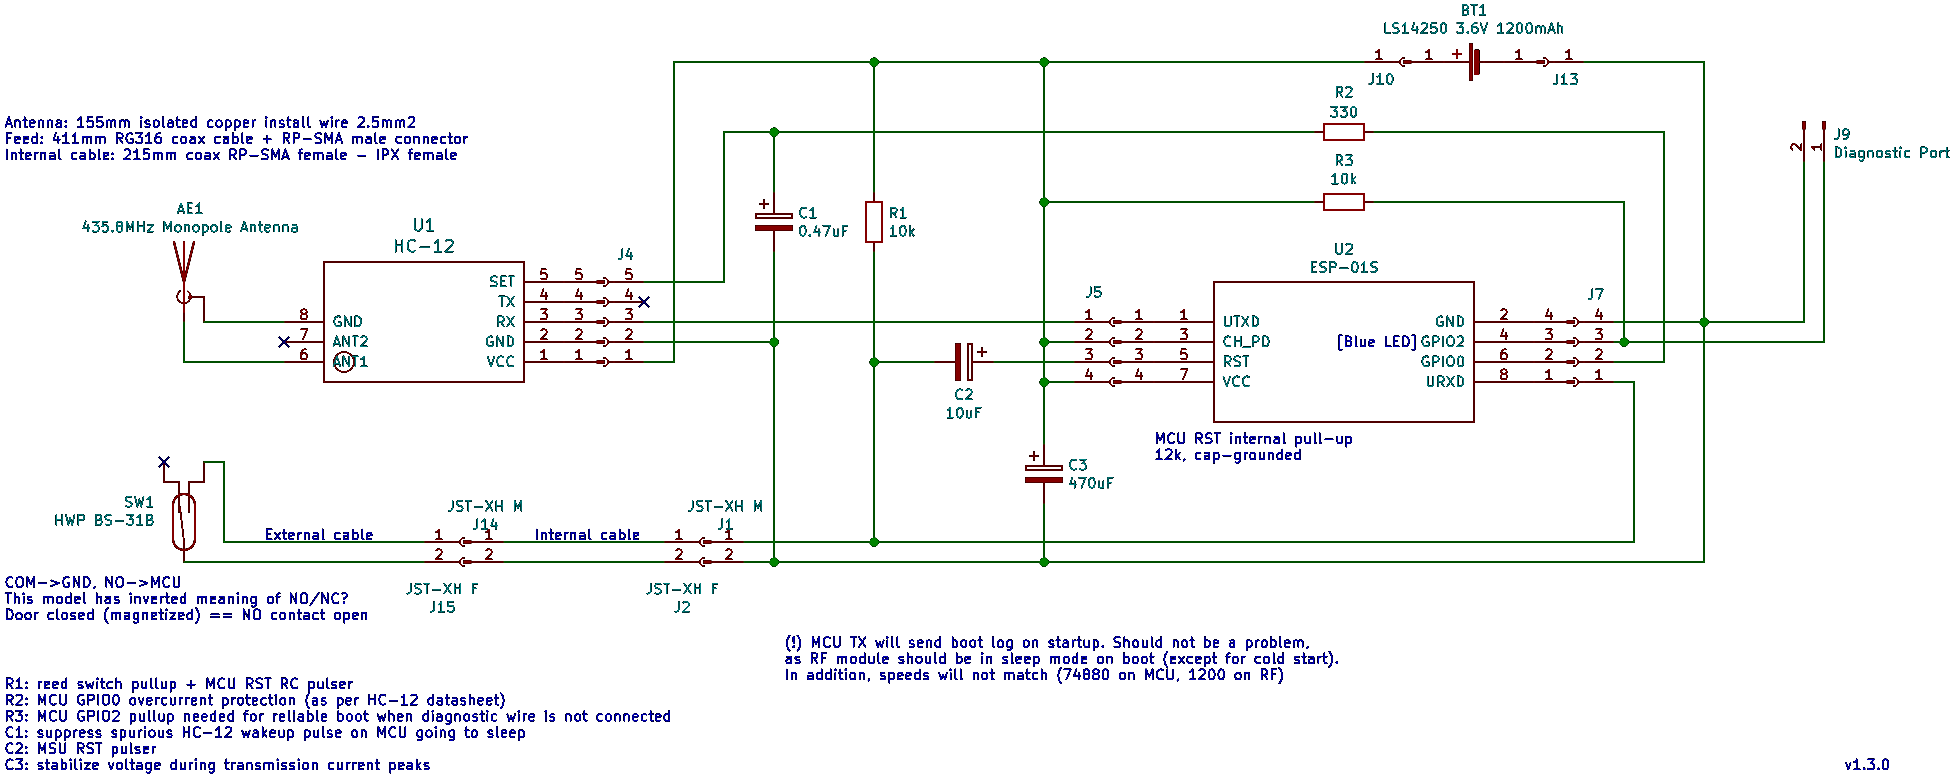 BT1
LS14250 3.6V 1200mAh
1 1 + 1 1
J10 J13
R2
330
Antenna: 155mm isolated copper install wire 2.5mm2
Feed: 411mm RG316 coax cable + RP-SMA male connector
Internal cable: 215mm coax RP-SMA female - IPX female
J9
Diagnostic Port
2 1
R3
10k
AE1
435.8MHz Monopole Antenna
U1
HC-12
+ C1
0.47uF
R1
10k
J4
U2
ESP-01S
SET 5 5 5
TX 4 4 4
RX 3 3 3
GND 2 2 2
VCC 1 1 1
8 GND
7 ANT2
6 ANT1
J5
J7
1 1 1 UTXD
2 2 3 CH_PD
3 3 5 RST
4 4 7 VCC
GND 2 4 4
[Blue LED] GPIO2 4 3 3
GPIO0 6 2 2
URXD 8 1 1
+
C2
10uF
MCU RST internal pull-up
12k, cap-grounded
+ C3
470uF
SW1
HWP BS-31B
JST-XH M
J14
JST-XH M
J1
External cable
1 1
Internal cable
1 1
2 2
2 2
JST-XH F
J15
JST-XH F
J2
COM->GND, NO->MCU
This model has inverted meaning of NO/NC?
Door closed (magnetized) == NO contact open
(!) MCU TX will send boot log on startup. Should not be a problem,
as RF module should be in sleep mode on boot (except for cold start).
In addition, speeds will not match (74880 on MCU, 1200 on RF)
R1: reed switch pullup + MCU RST RC pulser
R2: MCU GPIO0 overcurrent protection (as per HC-12 datasheet)
R3: MCU GPIO2 pullup needed for reliable boot when diagnostic wire is not connected
C1: suppress spurious HC-12 wakeup pulse on MCU going to sleep
C2: MSU RST pulser
C3: stabilize voltage during transmission current peaks
v1.3.0